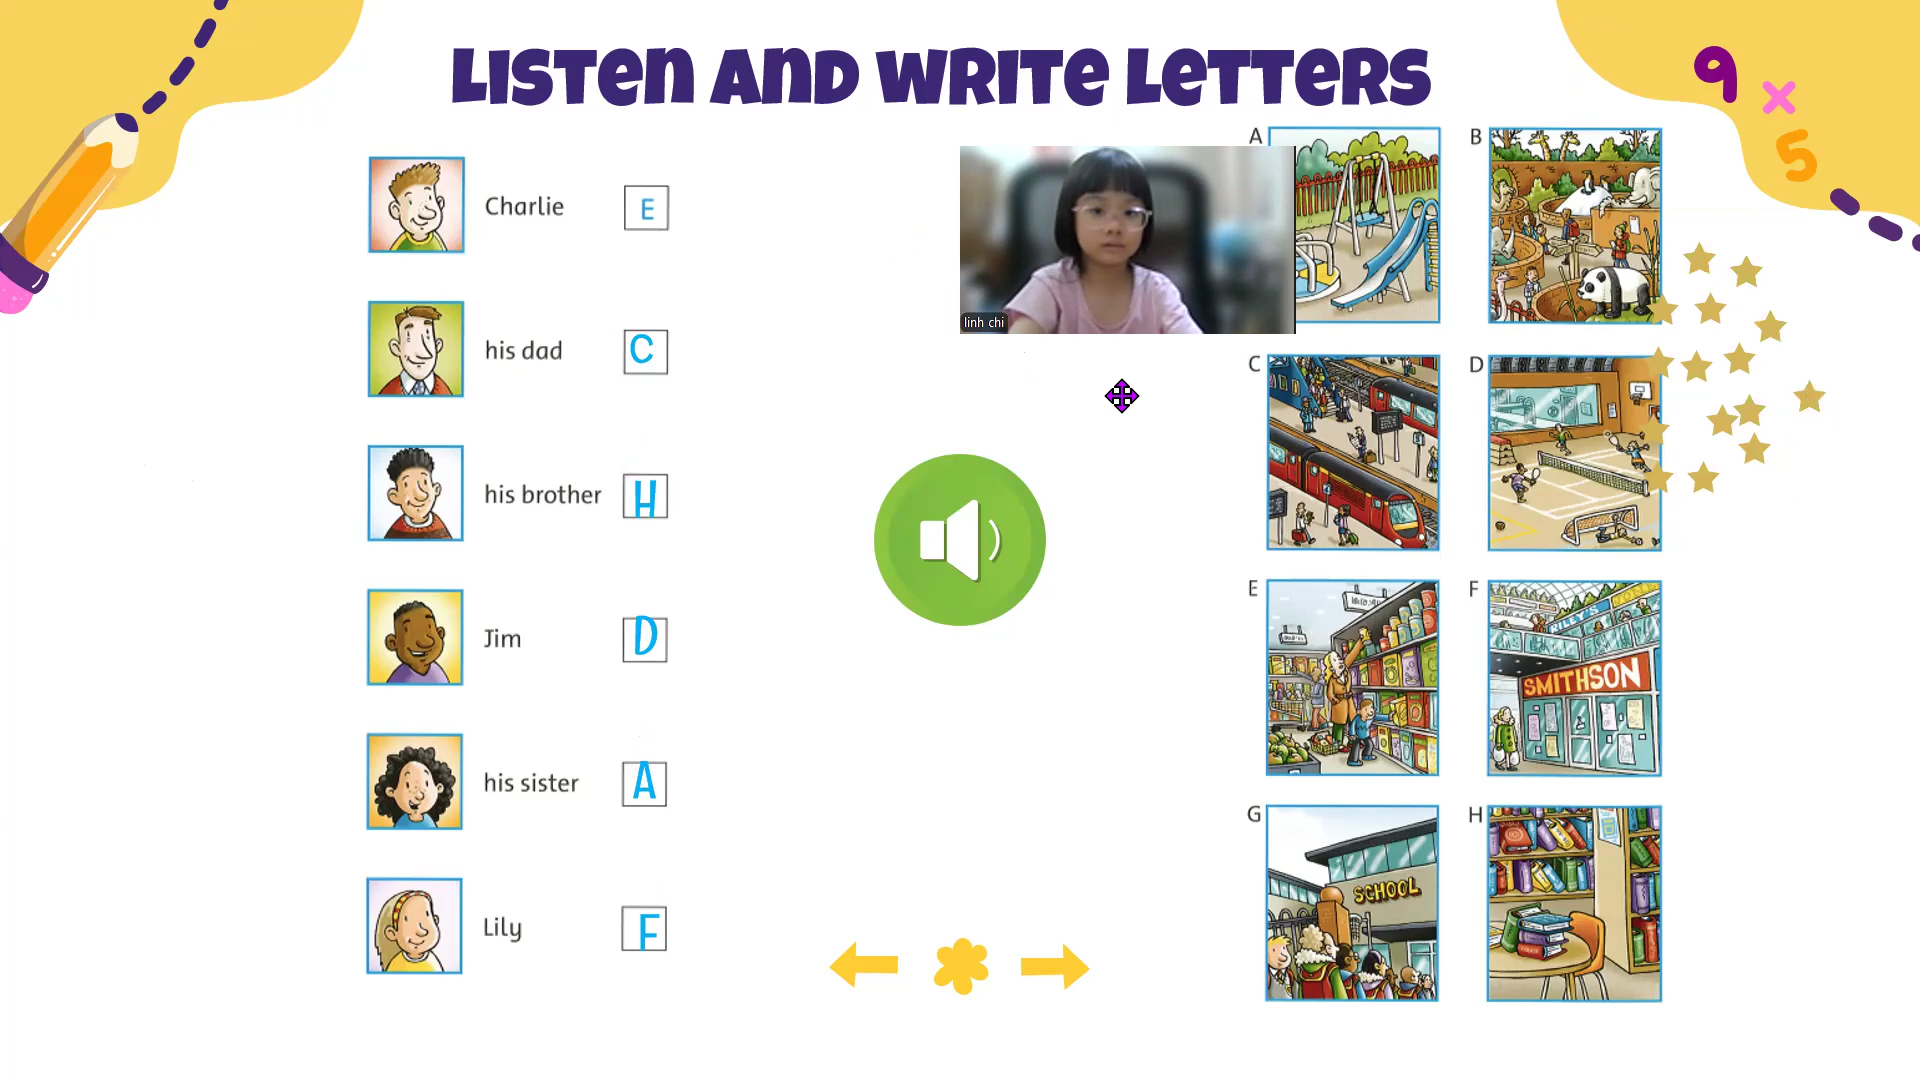 LISTEN AND WRITE LETTERS
9 x 5
Charlie E
his dad C
his brother H
Jim D
his sister A
Lily F
linh chi
A
B
C
D
E
F
SMITHSON
G
SCHOOL
H